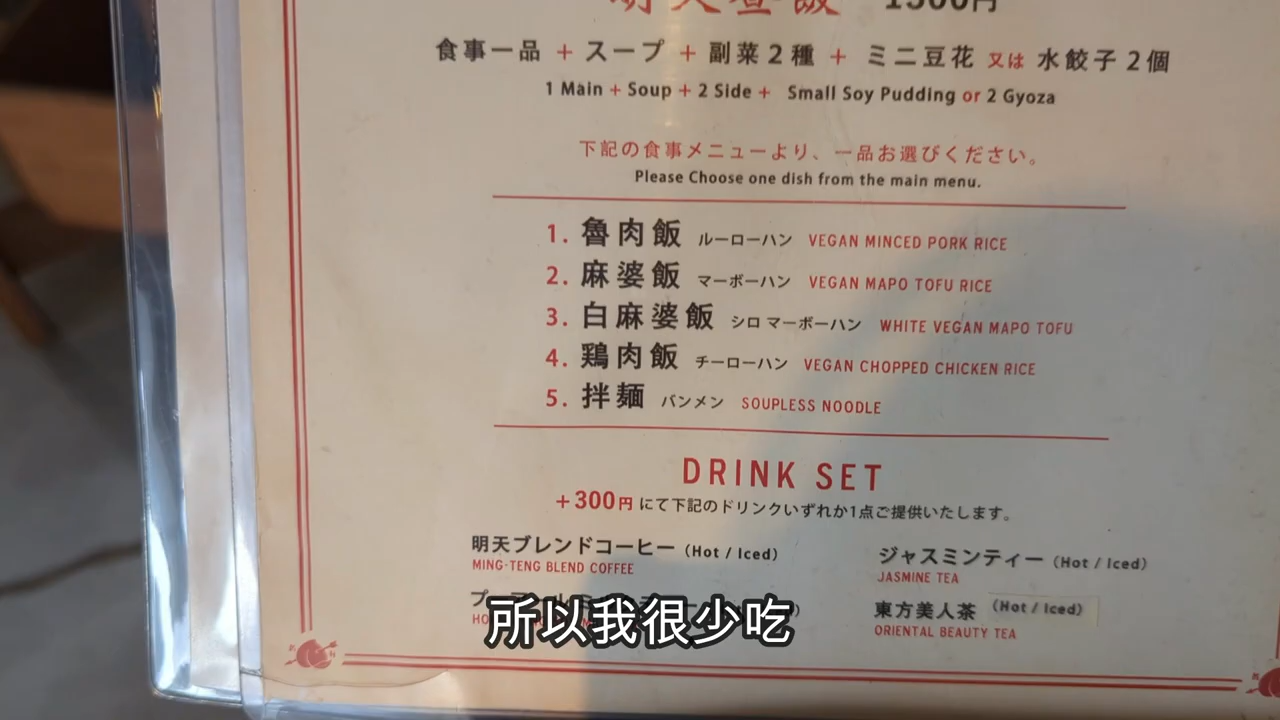 明天昼飯 1500円
食事一品 + スープ + 副菜2種 + ミニ豆花 又は 水餃子2個
1 Main + Soup + 2 Side + Small Soy Pudding or 2 Gyoza
下記の食事メニューより、一品お選びください。
Please Choose one dish from the main menu.
1. 魯肉飯 ルーローハン VEGAN MINCED PORK RICE
2. 麻婆飯 マーボーハン VEGAN MAPO TOFU RICE
3. 白麻婆飯 シロマーボーハン WHITE VEGAN MAPO TOFU
4. 鶏肉飯 チーローハン VEGAN CHOPPED CHICKEN RICE
5. 拌麺 バンメン SOUPLESS NOODLE
DRINK SET
+300円 にて下記のドリンクいずれか1点ご提供いたします。
明天ブレンドコーヒー (Hot / Iced)
MING-TENG BLEND COFFEE
ジャスミンティー (Hot / Iced)
JASMINE TEA
東方美人茶 (Hot / Iced)
ORIENTAL BEAUTY TEA
所以我很少吃